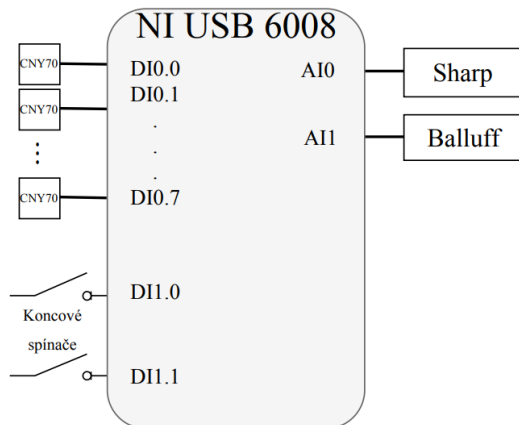 NI USB 6008
CNY70 DI0.0 AI0 Sharp
CNY70 DI0.1
AI1 Balluff
CNY70 DI0.7
DI1.0
Koncové
spínače
DI1.1